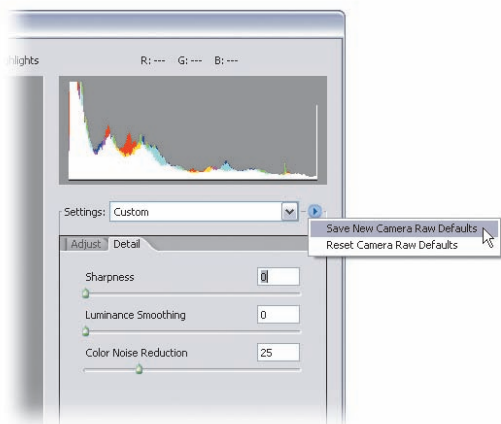 R: --- G: --- B: ---
Settings: Custom
Save New Camera Raw Defaults
Reset Camera Raw Defaults
Adjust Detail
Sharpness 0
Luminance Smoothing 0
Color Noise Reduction 25